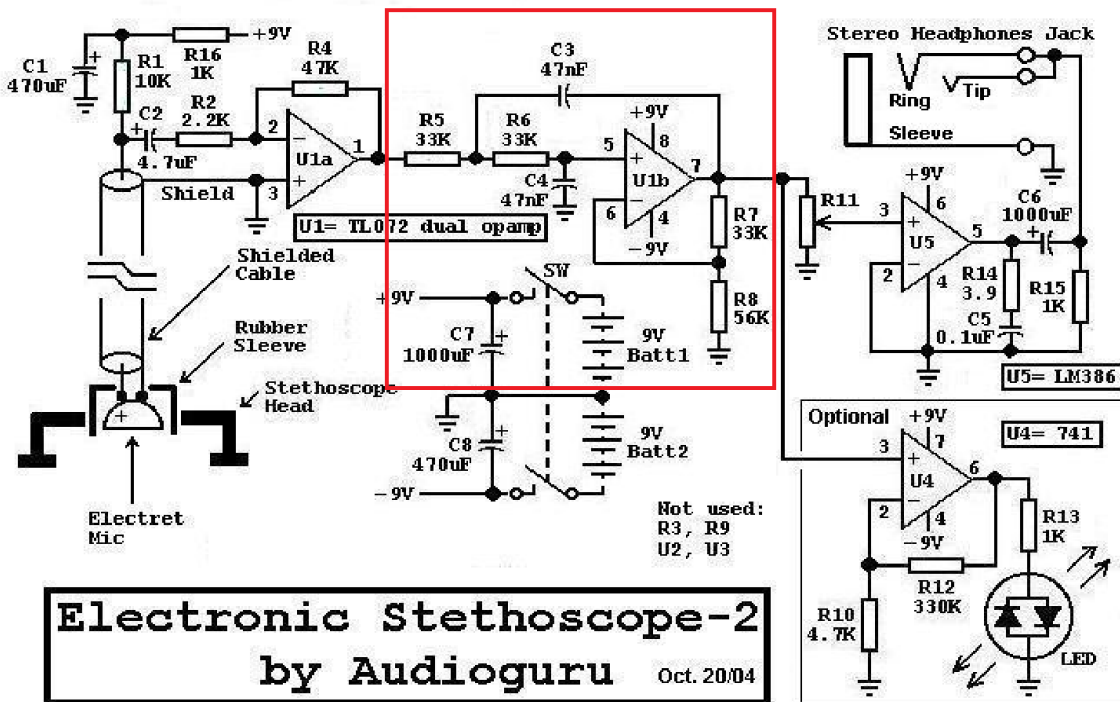 Stereo Headphones Jack
Ring
Tip
Sleeve
C1
470uF
R1
10K
R16
1K
+9V
R4
47K
C2
4.7uF
R2
2.2K
2
3
1
U1a
Shield
U1= TL072 dual opamp
C3
47nF
R5
33K
R6
33K
C4
47nF
+9V
8
5
6
7
U1b
4
-9V
R7
33K
R8
56K
R11
+9V
6
3
2
5
U5
4
C6
1000uF
R14
3.9
R15
1K
C5
0.1uF
U5= LM386
Shielded
Cable
Rubber
Sleeve
Stethoscope
Head
Electret
Mic
SW
+9V
C7
1000uF
9V
Batt1
C8
470uF
9V
Batt2
-9V
Not used:
R3, R9
U2, U3
Optional
+9V
7
3
2
6
U4
4
-9V
U4= 741
R13
1K
R12
330K
R10
4.7K
LED
Electronic Stethoscope-2
by Audioguru
Oct. 20/04